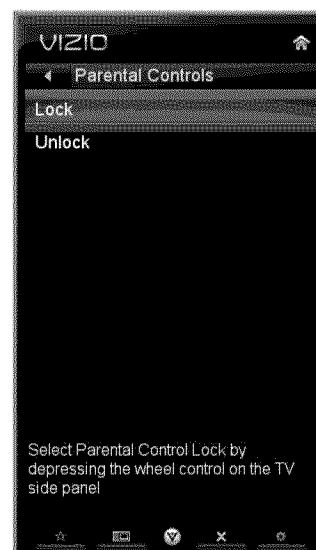 VIZIO
Parental Controls
Lock
Unlock
Select Parental Control Lock by
depressing the wheel control on the TV
side panel